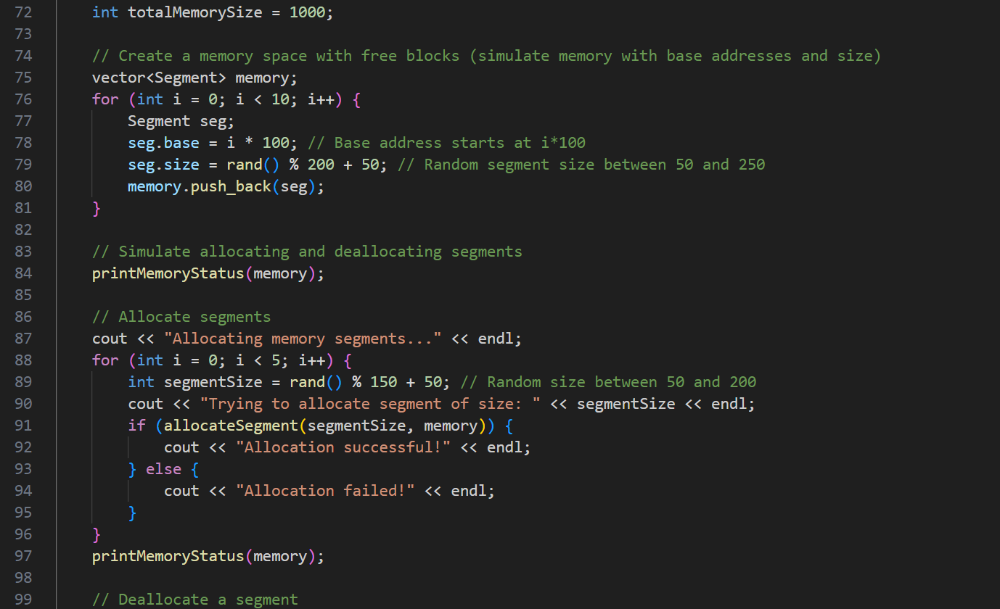 72 int totalMemorySize = 1000;
73
74 // Create a memory space with free blocks (simulate memory with base addresses and size)
75 vector<Segment> memory;
76 for (int i = 0; i < 10; i++) {
77     Segment seg;
78     seg.base = i * 100; // Base address starts at i*100
79     seg.size = rand() % 200 + 50; // Random segment size between 50 and 250
80     memory.push_back(seg);
81 }
82
83 // Simulate allocating and deallocating segments
84 printMemoryStatus(memory);
85
86 // Allocate segments
87 cout << "Allocating memory segments..." << endl;
88 for (int i = 0; i < 5; i++) {
89     int segmentSize = rand() % 150 + 50; // Random size between 50 and 200
90     cout << "Trying to allocate segment of size: " << segmentSize << endl;
91     if (allocateSegment(segmentSize, memory)) {
92         cout << "Allocation successful!" << endl;
93     } else {
94         cout << "Allocation failed!" << endl;
95     }
96 }
97 printMemoryStatus(memory);
98
99 // Deallocate a segment